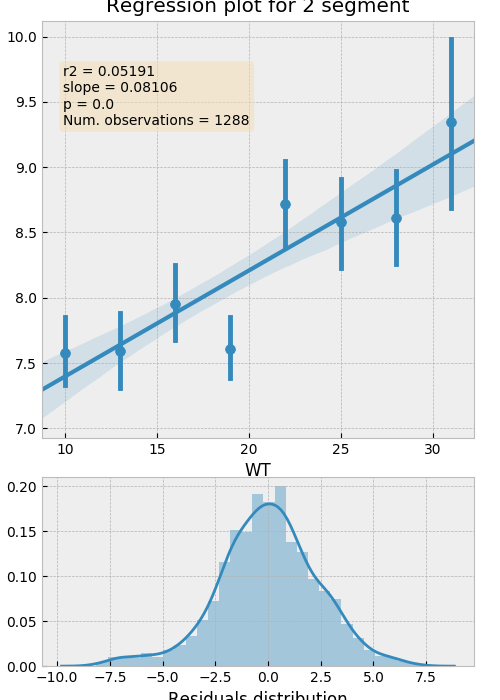 Regression plot for 2 segment
10.0
9.5
9.0
8.5
8.0
7.5
7.0
r2 = 0.05191
slope = 0.08106
p = 0.0
Num. observations = 1288
10 15 20 25 30
WT
0.20
0.15
0.10
0.05
0.00
−10.0 −7.5 −5.0 −2.5 0.0 2.5 5.0 7.5
Residuals distribution